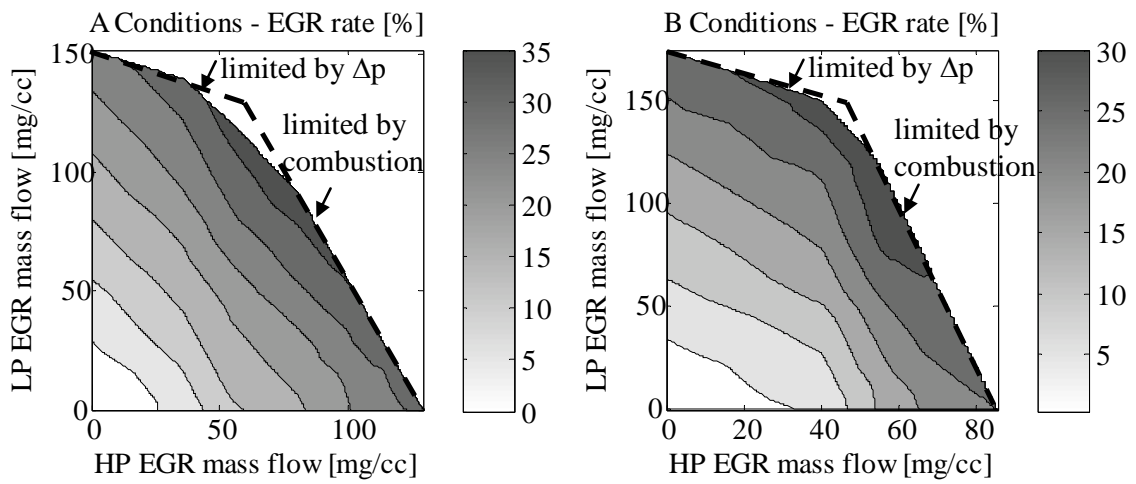 A Conditions - EGR rate [%]
150
100
50
0
LP EGR mass flow [mg/cc]
0
50
100
HP EGR mass flow [mg/cc]
limited by Δp
limited by
combustion
35
30
25
20
15
10
5
0
B Conditions - EGR rate [%]
150
100
50
0
LP EGR mass flow [mg/cc]
0
20
40
60
80
HP EGR mass flow [mg/cc]
limited by Δp
limited by
combustion
30
25
20
15
10
5